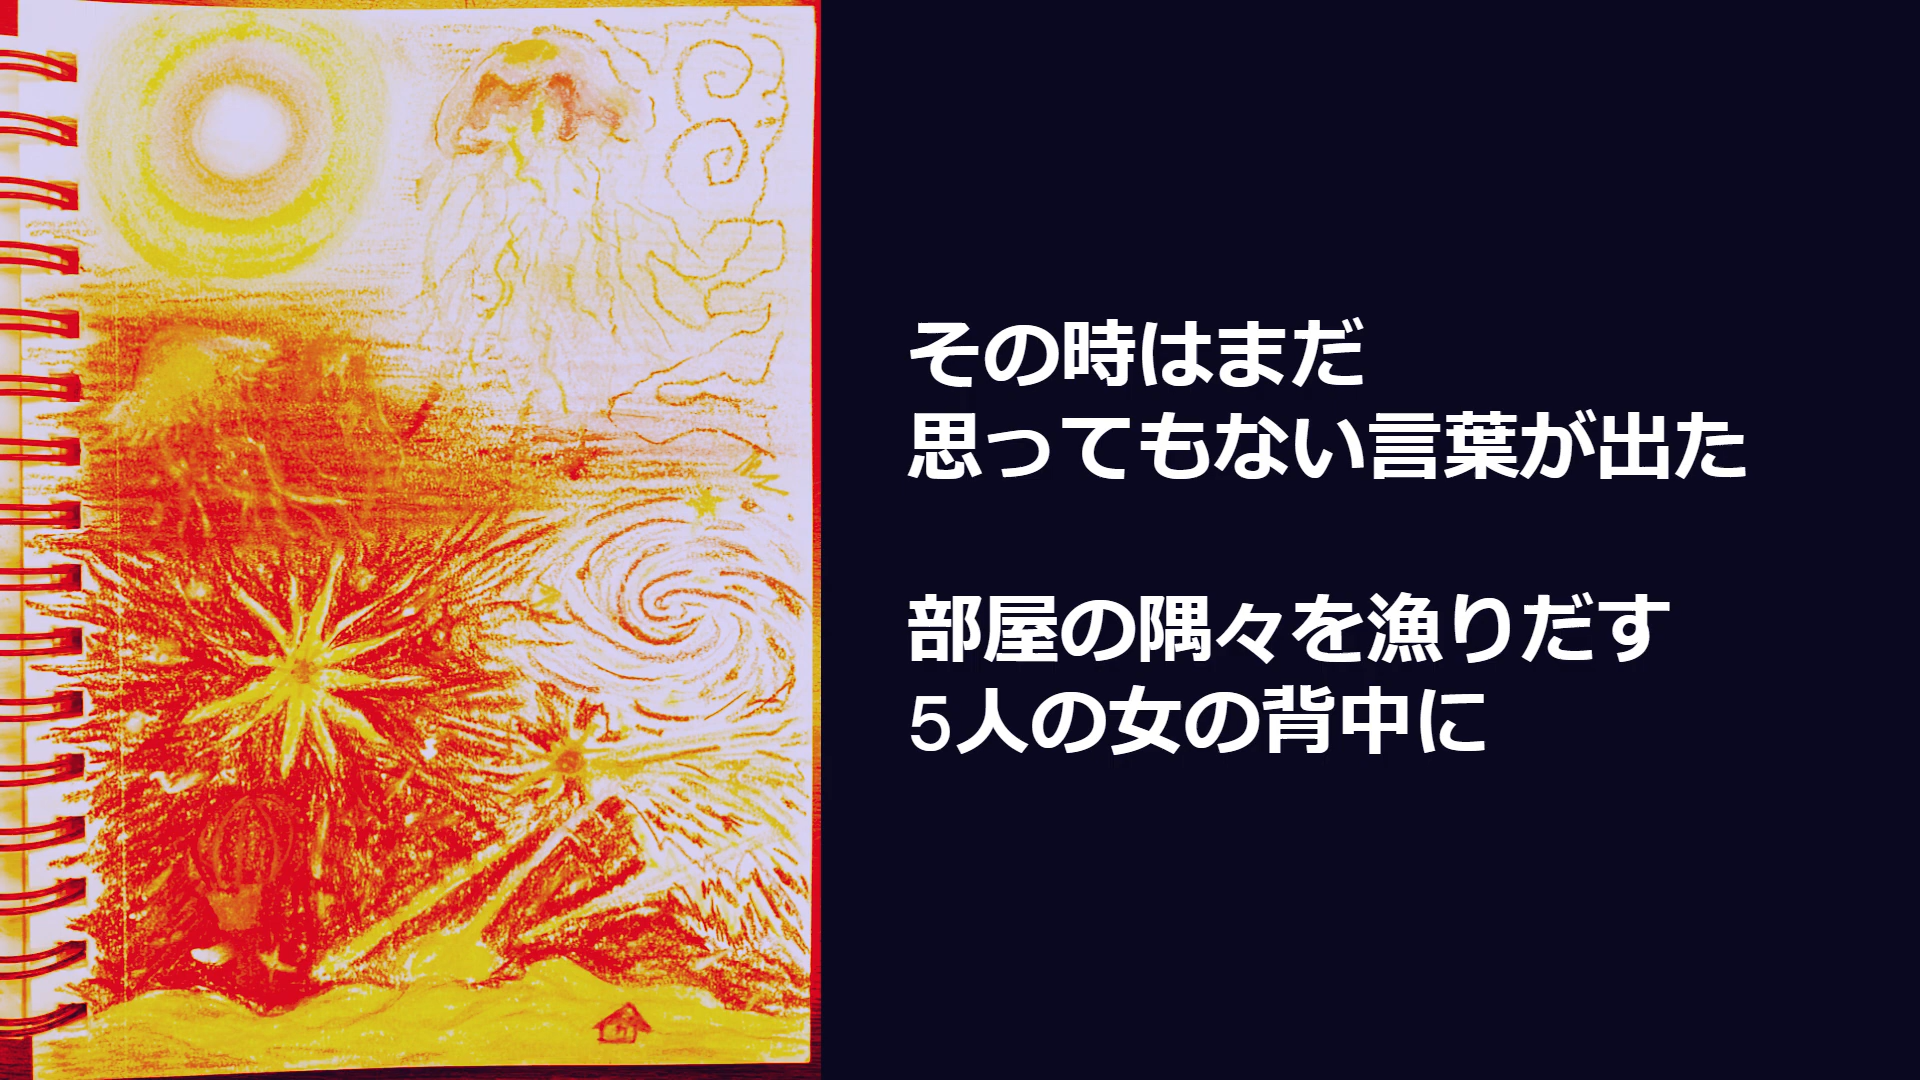 その時はまだ
思ってもない言葉が出た
部屋の隅々を漁りだす
5人の女の背中に